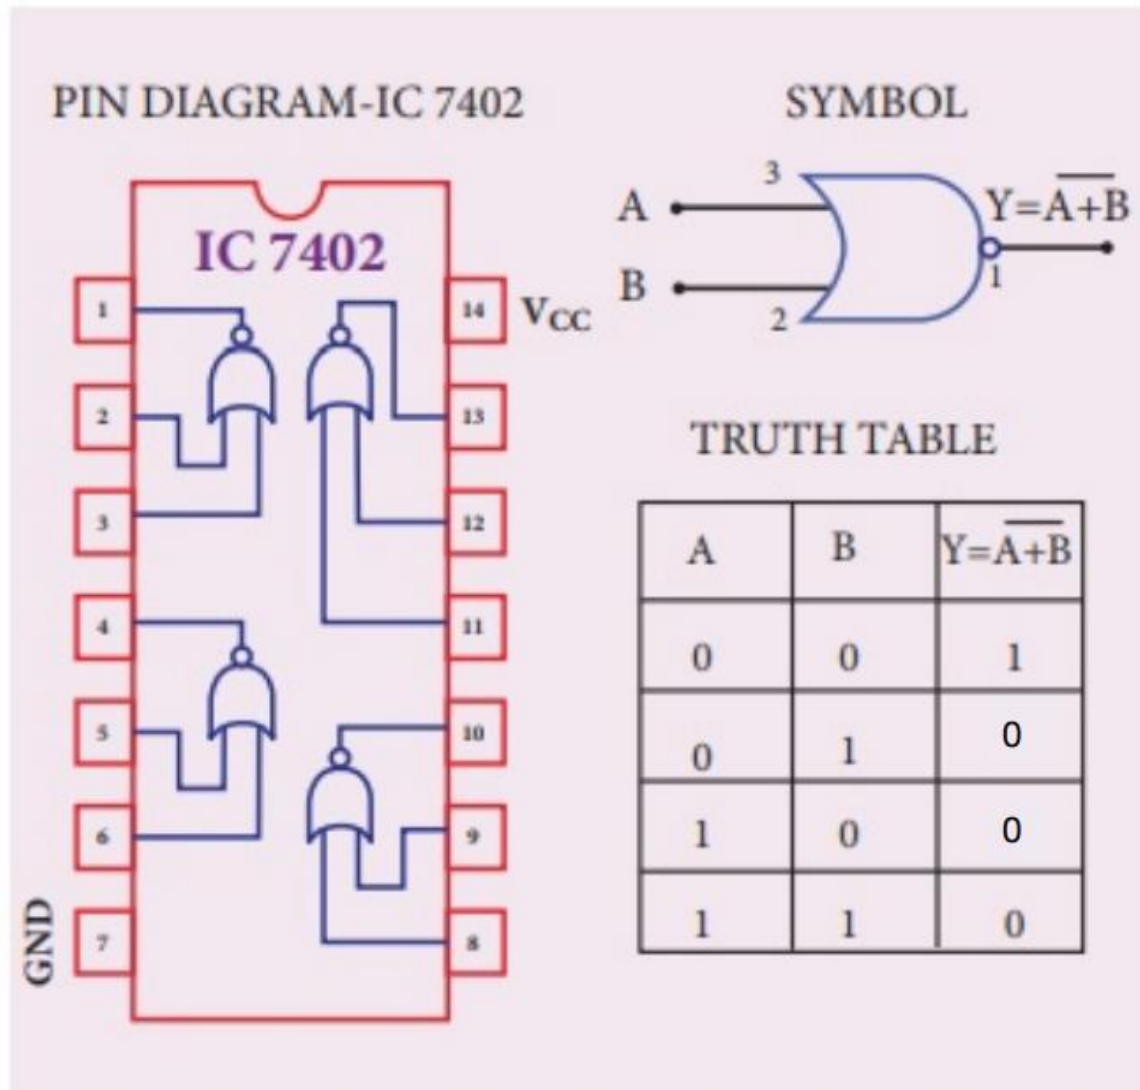 PIN DIAGRAM-IC 7402
IC 7402
1
2
3
4
5
6
7
GND
14 VCC
13
12
11
10
9
8
SYMBOL
3
A
Y=A̅+̅B̅
B
1
2
TRUTH TABLE
A B Y=A̅+̅B̅
0 0 1
0 1 0
1 0 0
1 1 0